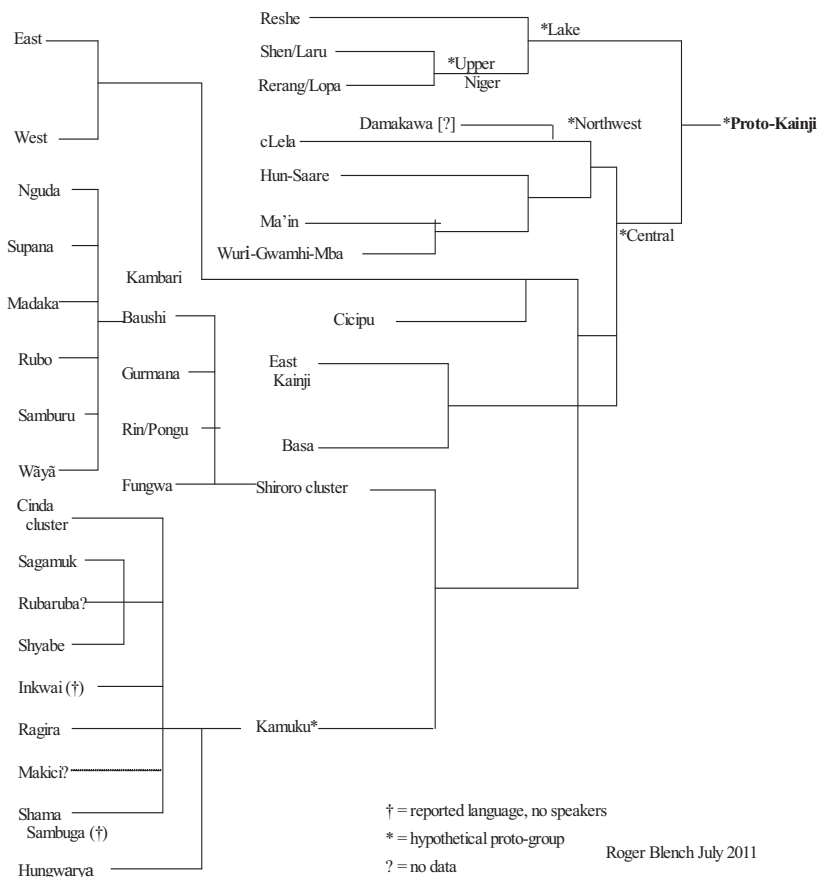 Reshe
*Lake
East
Shen/Laru
*Upper
Niger
Rerang/Lopa
Damakawa [?]
*Northwest
*Proto-Kainji
West
cLela
Hun-Saare
Nguda
Ma'in
*Central
Supana
Wuri-Gwamhi-Mba
Kambari
Madaka
Baushi
Cicipu
Rubo
East
Kainji
Gurmana
Samburu
Rin/Pongu
Basa
Wãyã
Fungwa
Shiroro cluster
Cinda
cluster
Sagamuk
Rubaruba?
Shyabe
Inkwai (†)
Ragira
Kamuku*
Makici?
Shama
Sambuga (†)
Hungwarya
† = reported language, no speakers
* = hypothetical proto-group
? = no data
Roger Blench July 2011